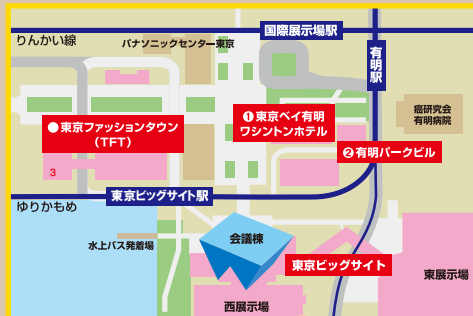 国際展示場駅
りんかい線
パナソニックセンター東京
有明駅
癌研究会
有明病院
❶東京ベイ有明
ワシントンホテル
●東京ファッションタウン
(TFT)
❷有明パークビル
3
東京ビッグサイト駅
ゆりかもめ
水上バス発着場
会議棟
東京ビッグサイト
東展示場
西展示場